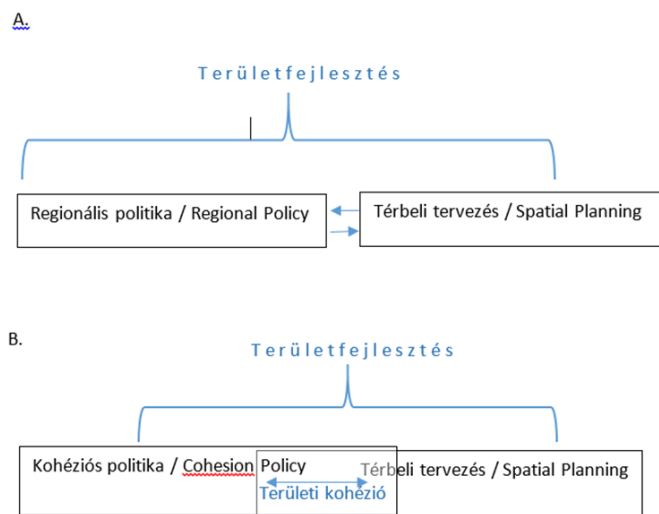 A.
Területfejlesztés
Regionális politika / Regional Policy
Térbeli tervezés / Spatial Planning
B.
Területfejlesztés
Kohéziós politika / Cohesion Policy
Térbeli tervezés / Spatial Planning
Területi kohézió